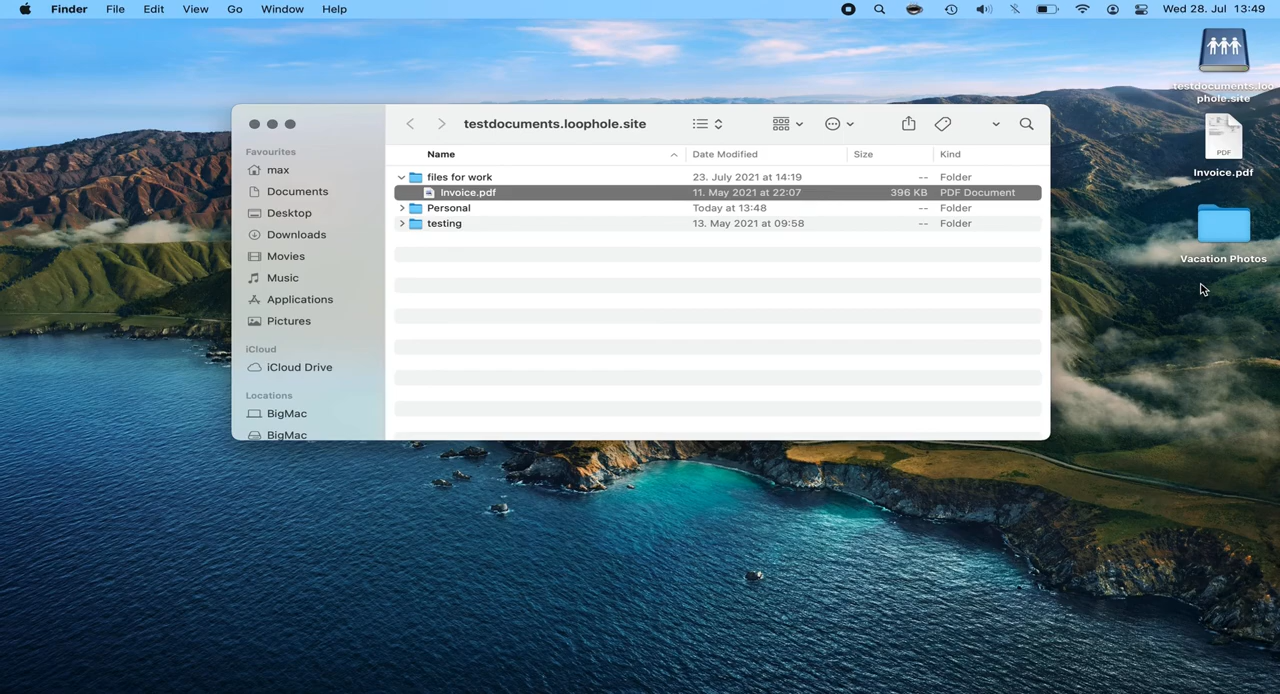 Finder File Edit View Go Window Help Wed 28. Jul 13:49
testdocuments.loo
phole.site
PDF
Invoice.pdf
Vacation Photos
testdocuments.loophole.site
Favourites
max
Documents
Desktop
Downloads
Movies
Music
Applications
Pictures
iCloud
iCloud Drive
Locations
BigMac
BigMac
Name Date Modified Size Kind
files for work 23. July 2021 at 14:19 -- Folder
Invoice.pdf 11. May 2021 at 22:07 396 KB PDF Document
Personal Today at 13:48 -- Folder
testing 13. May 2021 at 09:58 -- Folder